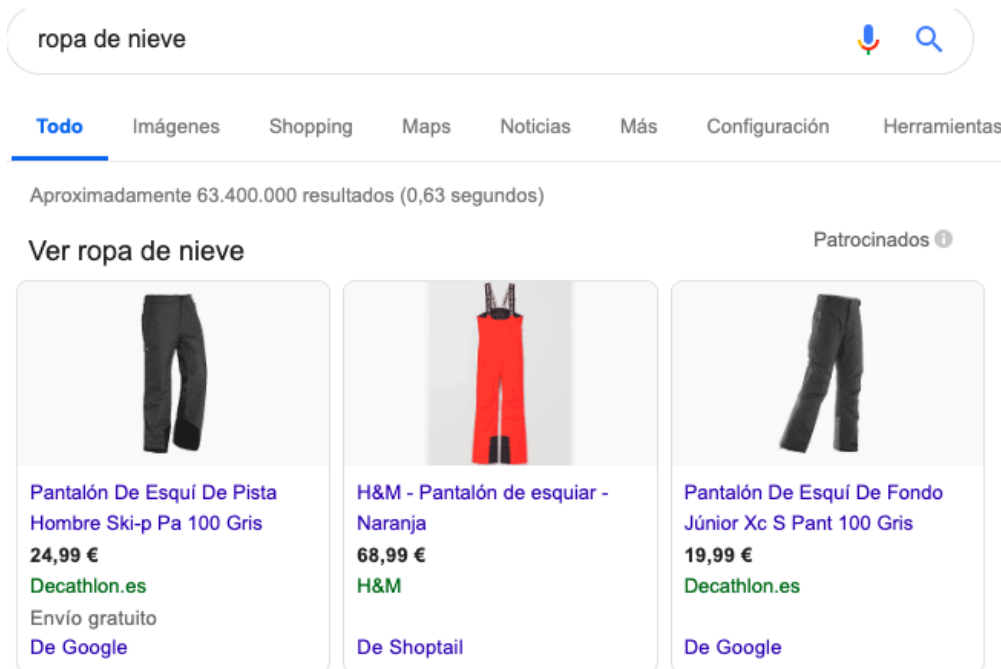 ropa de nieve
Todo Imágenes Shopping Maps Noticias Más Configuración Herramientas
Aproximadamente 63.400.000 resultados (0,63 segundos)
Ver ropa de nieve
Patrocinados
Pantalón De Esquí De Pista
Hombre Ski-p Pa 100 Gris
24,99 €
Decathlon.es
Envío gratuito
De Google
H&M - Pantalón de esquiar -
Naranja
68,99 €
H&M
De Shoptail
Pantalón De Esquí De Fondo
Júnior Xc S Pant 100 Gris
19,99 €
Decathlon.es
De Google